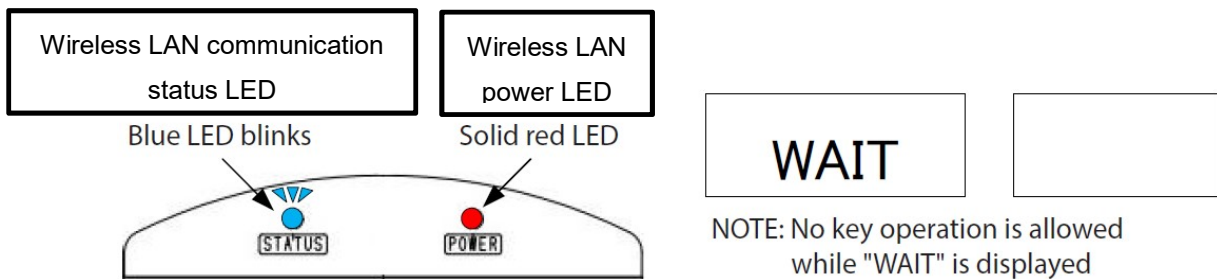 Wireless LAN communication
status LED
Wireless LAN
power LED
Blue LED blinks
Solid red LED
STATUS
POWER
WAIT
NOTE: No key operation is allowed
while "WAIT" is displayed